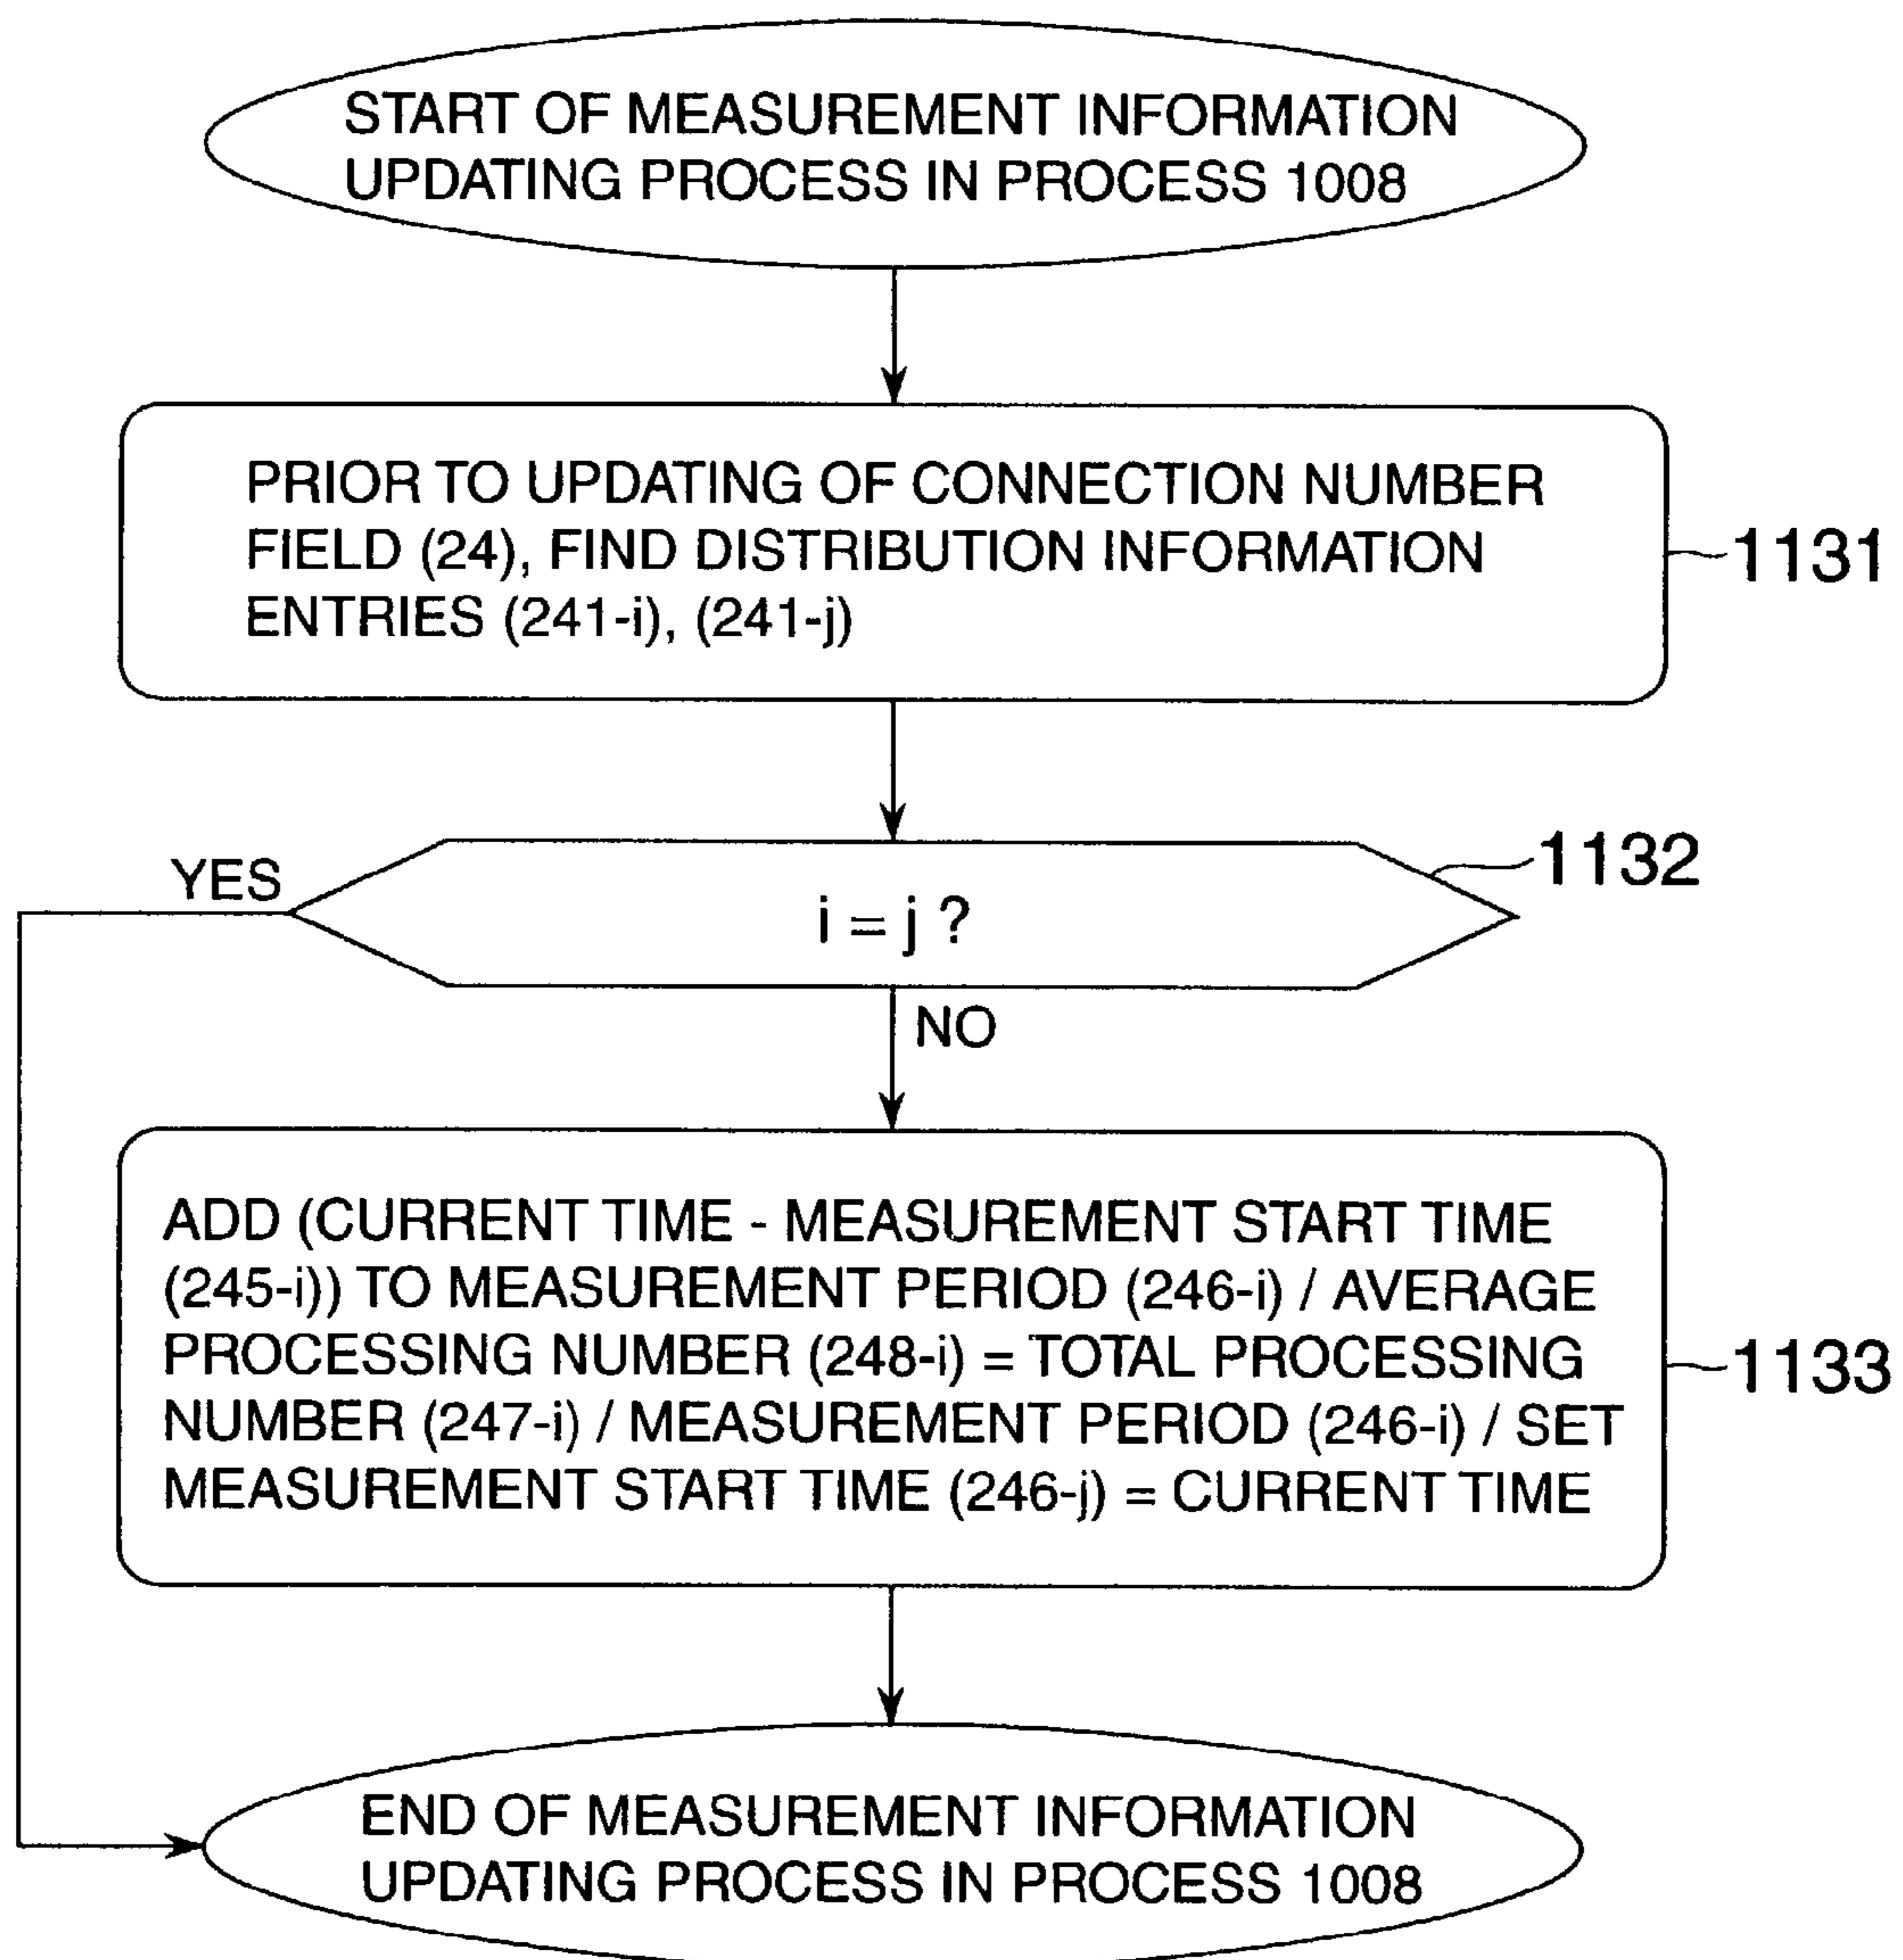 START OF MEASUREMENT INFORMATION
UPDATING PROCESS IN PROCESS 1008
PRIOR TO UPDATING OF CONNECTION NUMBER
FIELD (24), FIND DISTRIBUTION INFORMATION
ENTRIES (241-i), (241-j)
1131
YES
i = j ?
1132
NO
ADD (CURRENT TIME - MEASUREMENT START TIME
(245-i)) TO MEASUREMENT PERIOD (246-i) / AVERAGE
PROCESSING NUMBER (248-i) = TOTAL PROCESSING
NUMBER (247-i) / MEASUREMENT PERIOD (246-i) / SET
MEASUREMENT START TIME (246-j) = CURRENT TIME
1133
END OF MEASUREMENT INFORMATION
UPDATING PROCESS IN PROCESS 1008